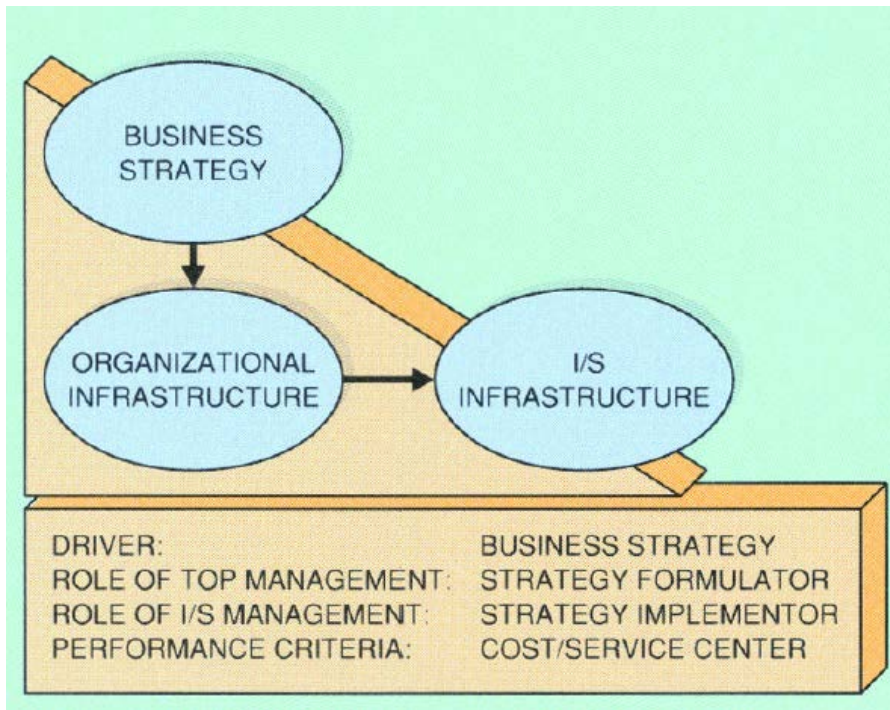 BUSINESS
STRATEGY
ORGANIZATIONAL
INFRASTRUCTURE
I/S
INFRASTRUCTURE
DRIVER: BUSINESS STRATEGY
ROLE OF TOP MANAGEMENT: STRATEGY FORMULATOR
ROLE OF I/S MANAGEMENT: STRATEGY IMPLEMENTOR
PERFORMANCE CRITERIA: COST/SERVICE CENTER